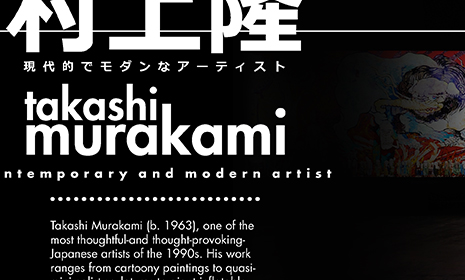 村上隆
現代的でモダンなアーティスト
takashi
murakami
ntemporary and modern artist
Takashi Murakami (b. 1963), one of the
most thoughtful-and thought-provoking-
Japanese artists of the 1990s. His work
ranges from cartoony paintings to quasi-